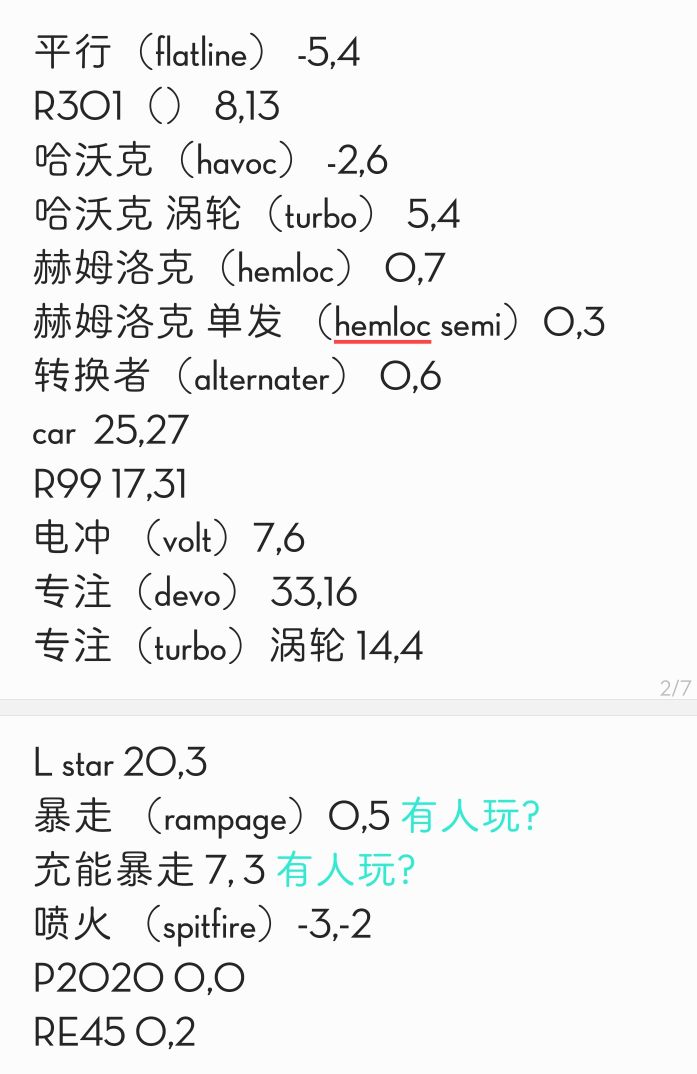 平行（flatline） -5,4
R301（） 8,13
哈沃克（havoc） -2,6
哈沃克 涡轮（turbo） 5,4
赫姆洛克（hemloc） 0,7
赫姆洛克 单发 （hemloc semi）0,3
转换者（alternater） 0,6
car 25,27
R99 17,31
电冲 （volt）7,6
专注（devo） 33,16
专注（turbo）涡轮 14,4
2/7
L star 20,3
暴走 （rampage）0,5 有人玩?
充能暴走 7, 3 有人玩?
喷火 （spitfire）-3,-2
P2020 0,0
RE45 0,2